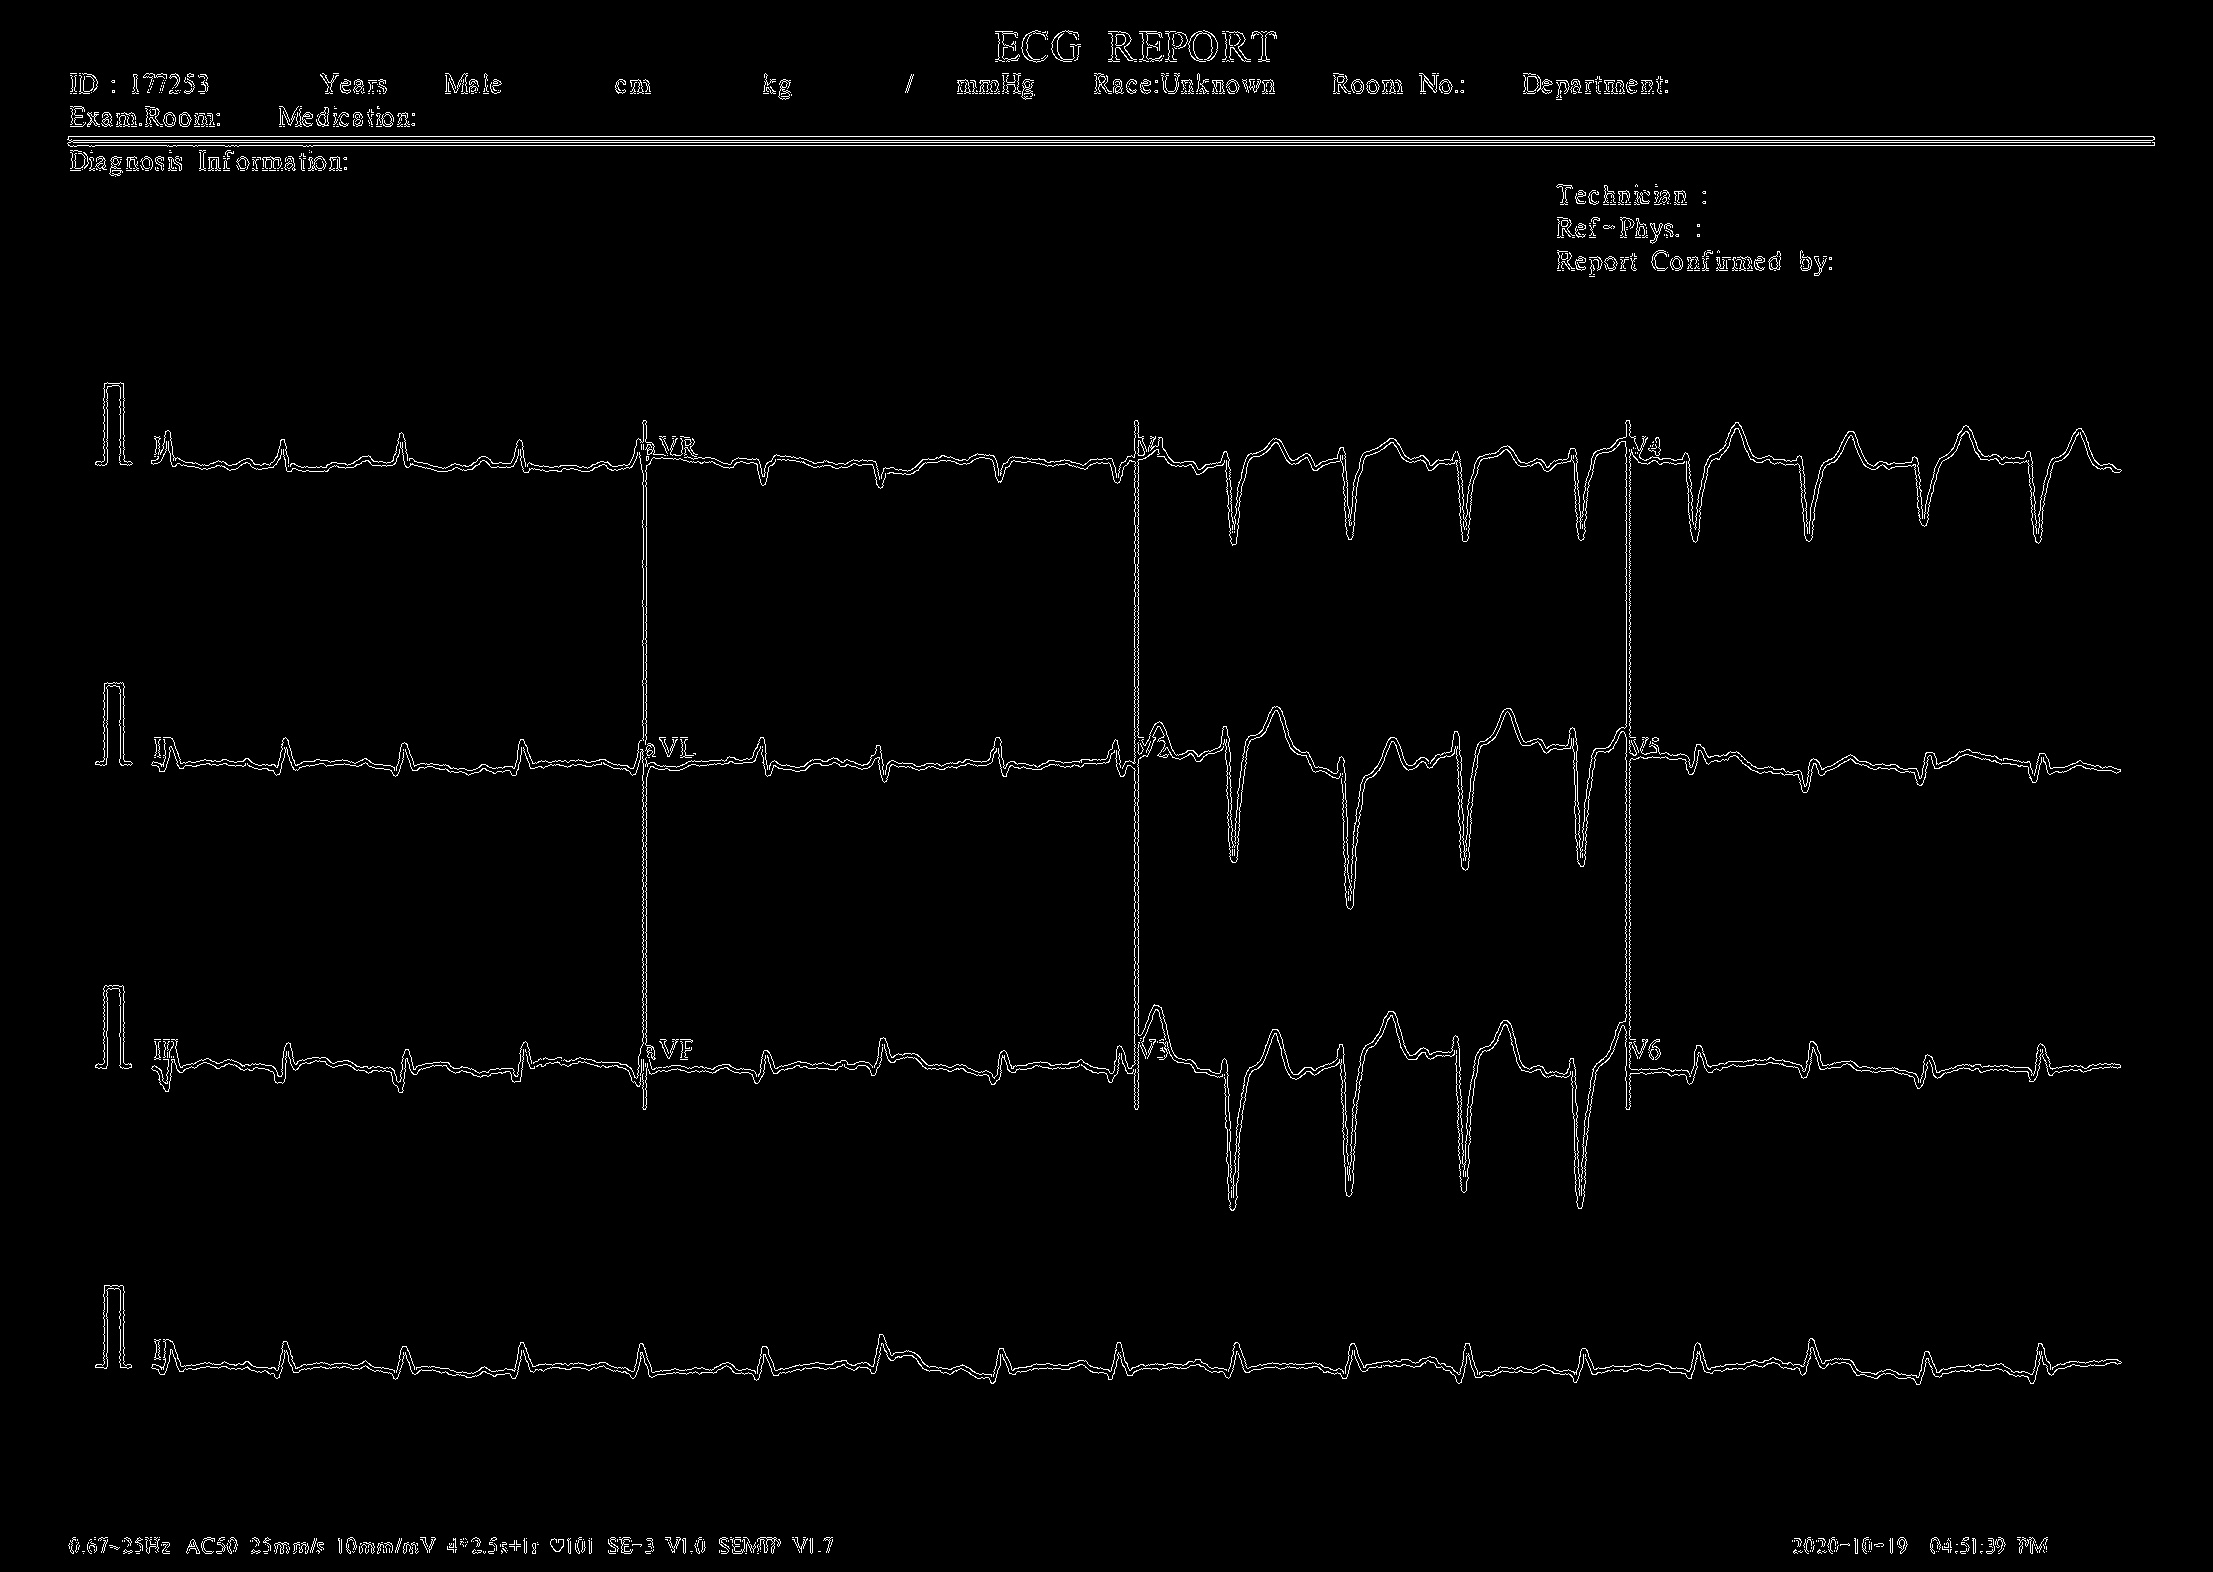 ECG REPORT
ID : 177253 Years Male cm kg / mmHg Race:Unknown Room No.: Department:
Exam.Room: Medication:
Diagnosis Information:
Technician :
Ref-Phys. :
Report Confirmed by:
I aVR V1 V4
II aVL V2 V5
III aVF V3 V6
II
0.67~25Hz AC50 25mm/s 10mm/mV 4*2.5s+1r ♡101 SE-3 V1.0 SEMIP V1.7 2020-10-19 04:51:39 PM